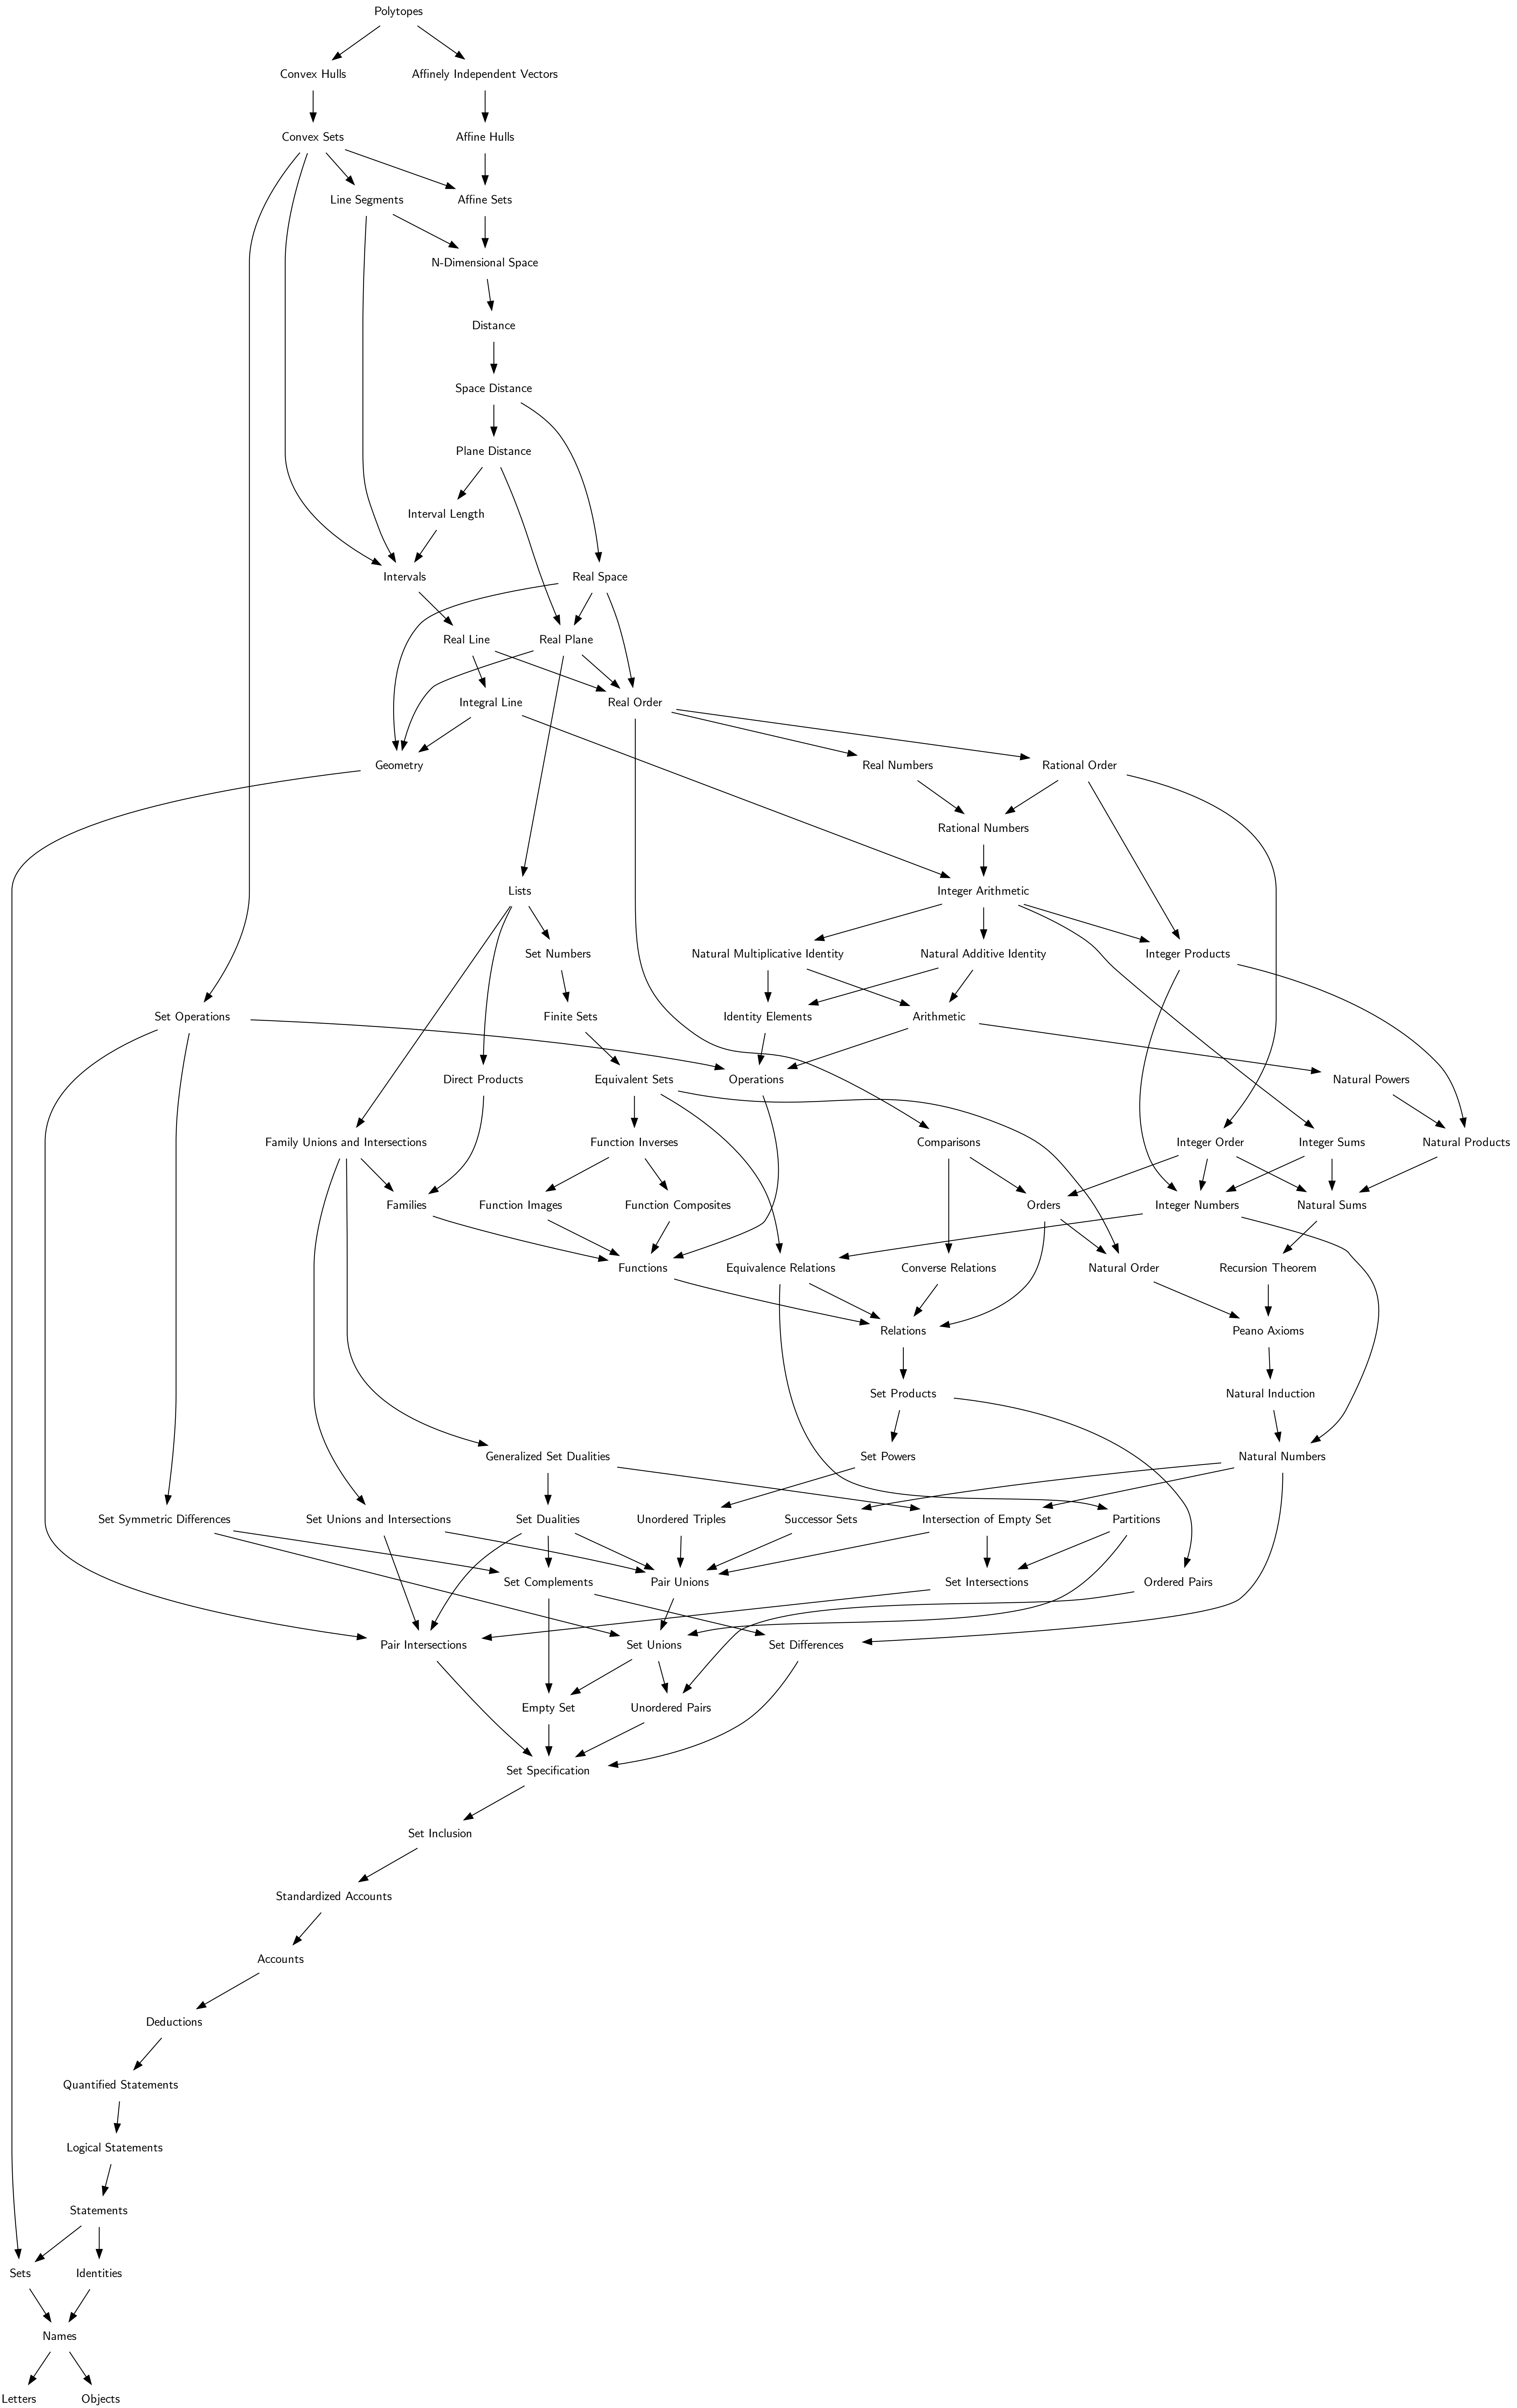 Polytopes
Convex Hulls
Affinely Independent Vectors
Convex Sets
Affine Hulls
Line Segments
Affine Sets
N-Dimensional Space
Distance
Space Distance
Plane Distance
Interval Length
Intervals
Real Space
Real Line
Real Plane
Integral Line
Real Order
Geometry
Real Numbers
Rational Order
Rational Numbers
Lists
Integer Arithmetic
Set Numbers
Natural Multiplicative Identity
Natural Additive Identity
Integer Products
Set Operations
Finite Sets
Identity Elements
Arithmetic
Direct Products
Equivalent Sets
Operations
Natural Powers
Family Unions and Intersections
Function Inverses
Comparisons
Integer Order
Integer Sums
Natural Products
Families
Function Images
Function Composites
Orders
Integer Numbers
Natural Sums
Functions
Equivalence Relations
Converse Relations
Natural Order
Recursion Theorem
Relations
Peano Axioms
Set Products
Natural Induction
Generalized Set Dualities
Set Powers
Natural Numbers
Set Symmetric Differences
Set Unions and Intersections
Set Dualities
Unordered Triples
Successor Sets
Intersection of Empty Set
Partitions
Set Complements
Pair Unions
Set Intersections
Ordered Pairs
Pair Intersections
Set Unions
Set Differences
Empty Set
Unordered Pairs
Set Specification
Set Inclusion
Standardized Accounts
Accounts
Deductions
Quantified Statements
Logical Statements
Statements
Sets
Identities
Names
Letters
Objects